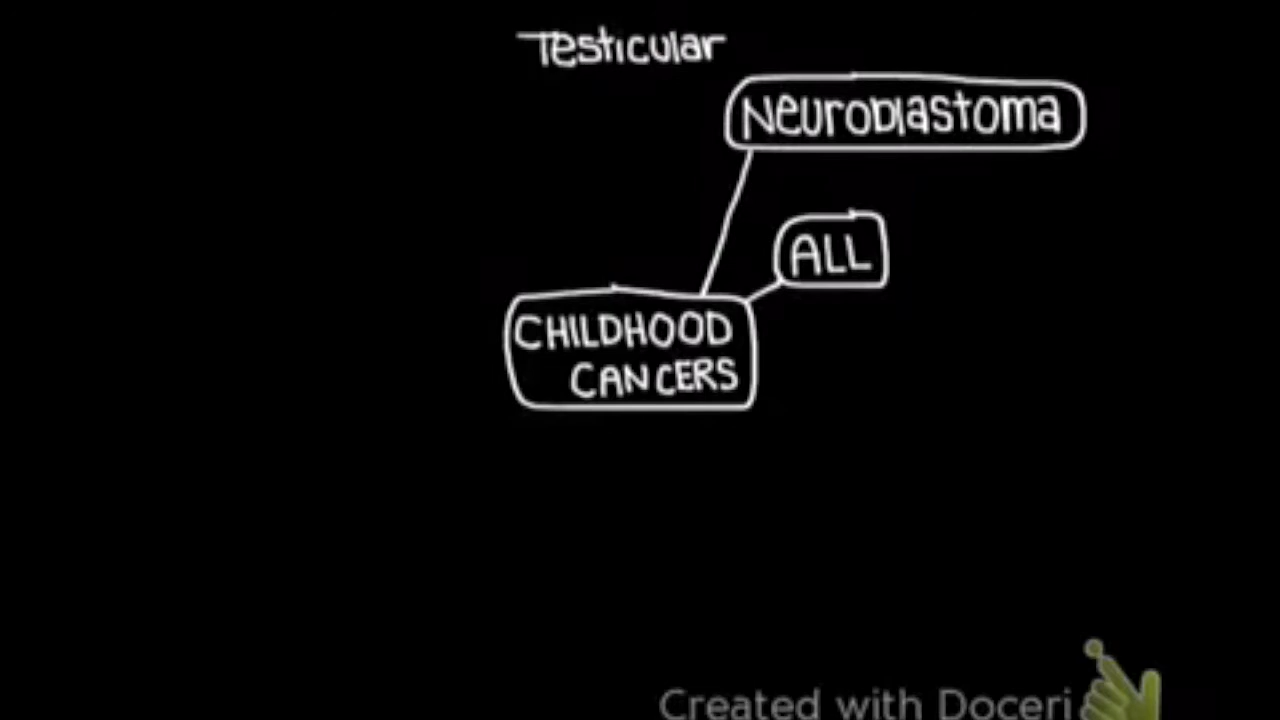 Testicular
Neuroblastoma
ALL
CHILDHOOD
CANCERS
Created with Doceri